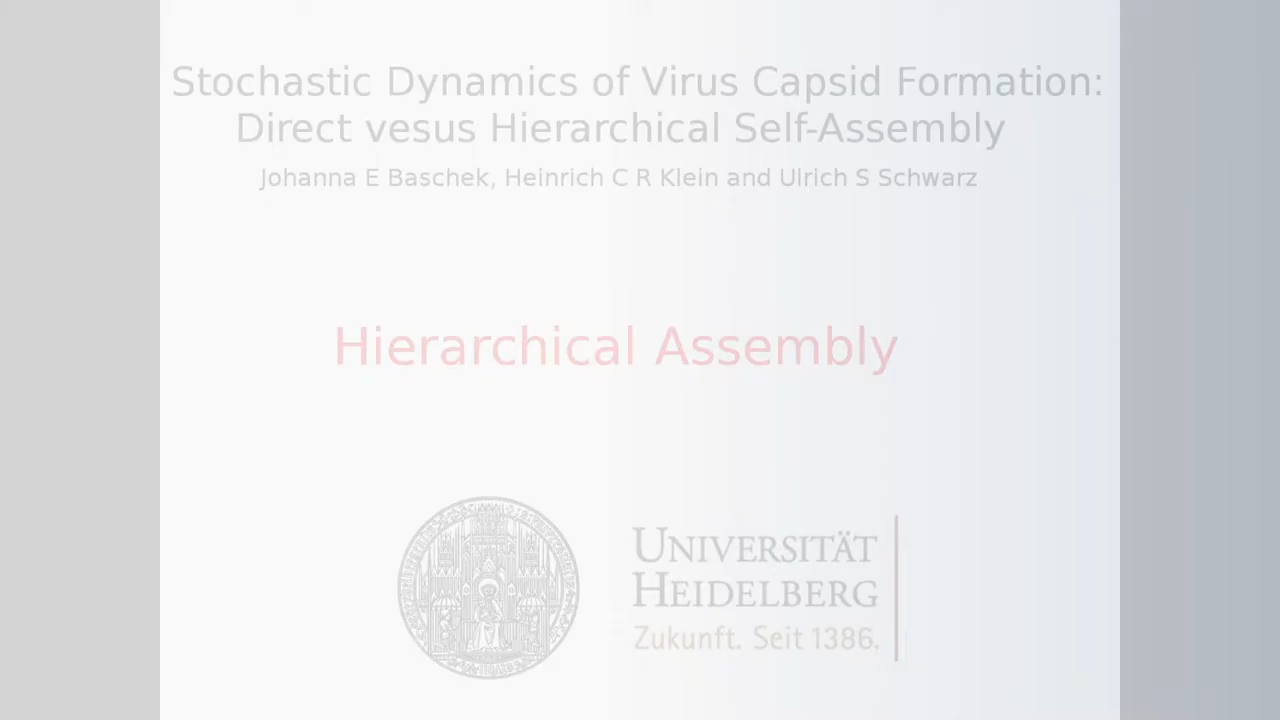 Stochastic Dynamics of Virus Capsid Formation:
Direct vesus Hierarchical Self-Assembly
Johanna E Baschek, Heinrich C R Klein and Ulrich S Schwarz
Hierarchical Assembly
UNIVERSITÄT
HEIDELBERG
Zukunft. Seit 1386.